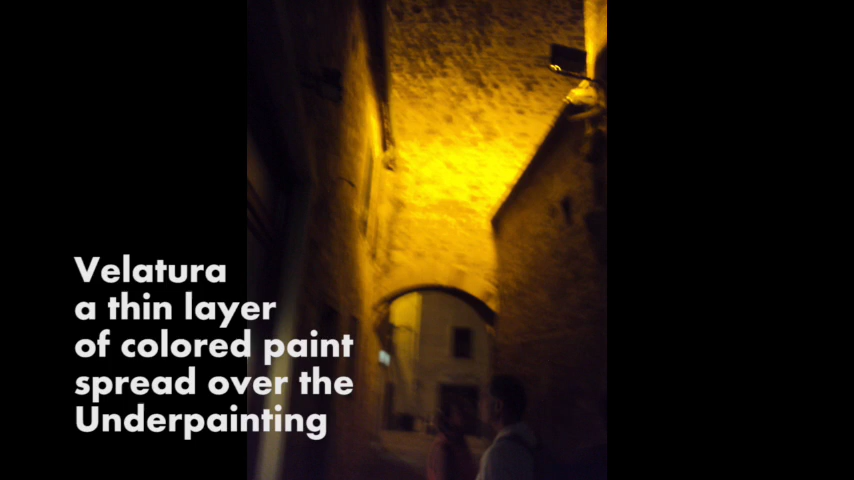 Velatura
a thin layer
of colored paint
spread over the
Underpainting